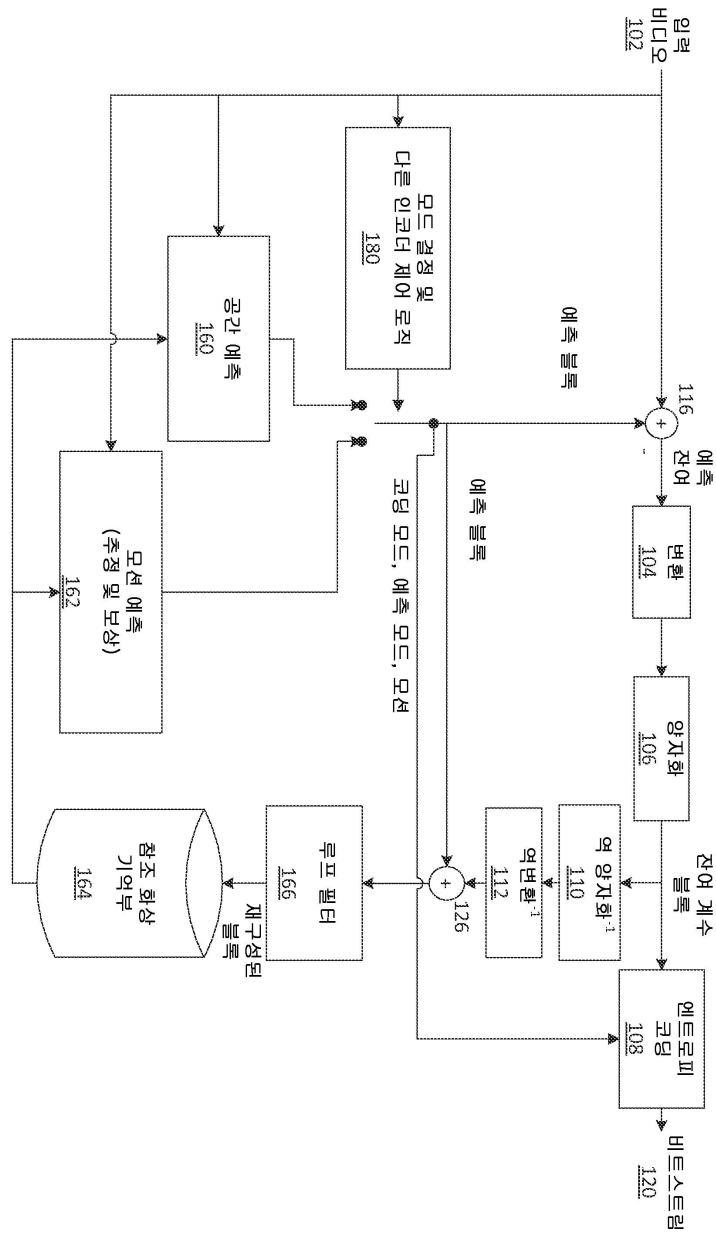 입력
비디오
102
116
+
예측
잔여
변환
104
양자화
106
잔여 계수
블록
엔트로피
코딩
108
비트스트림
120
예측 블록
모드 결정 및
다른 인코더 제어 로직
180
예측 블록
코딩 모드, 예측 모드, 모션
역 양자화-1
110
역변환-1
112
+
126
공간 예측
160
루프 필터
166
재구성된
블록
모션 예측
(추정 및 보상)
162
참조 화상
기억부
164